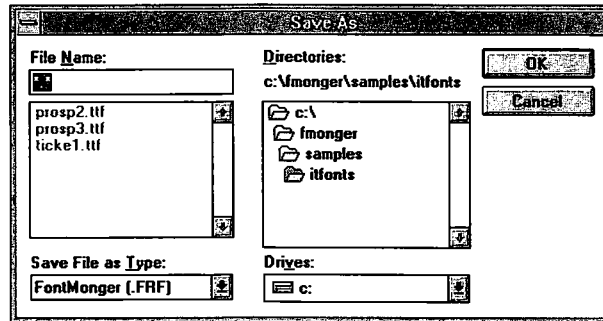 Save As
File Name:
prosp2.ttf
prosp3.ttf
ticke1.ttf
Save File as Type:
FontMonger (.FRF)
Directories:
c:\fmonger\samples\itfonts
c:\
fmonger
samples
itfonts
Drives:
c:
OK
Cancel